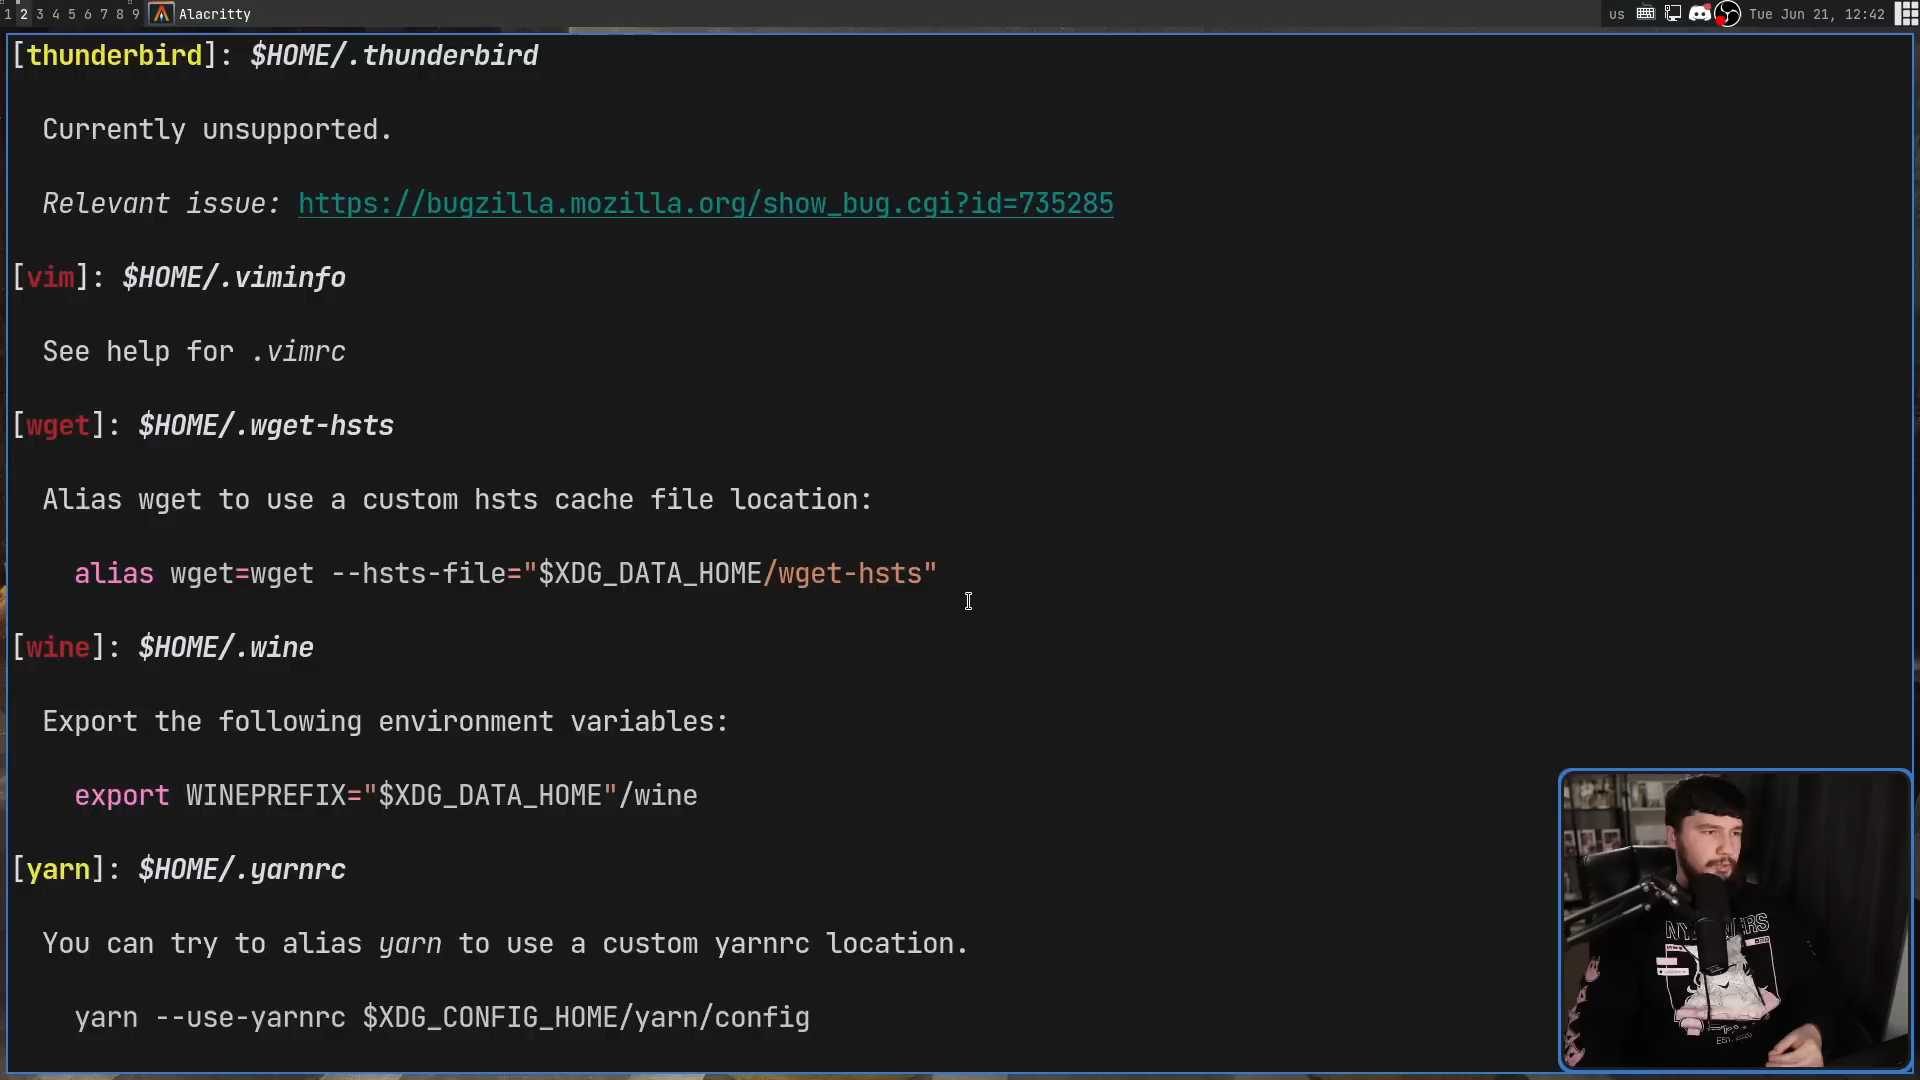 1 2 3 4 5 6 7 8 9 Alacritty us Tue Jun 21, 12:42
[thunderbird]: $HOME/.thunderbird
Currently unsupported.
Relevant issue: https://bugzilla.mozilla.org/show_bug.cgi?id=735285
[vim]: $HOME/.viminfo
See help for .vimrc
[wget]: $HOME/.wget-hsts
Alias wget to use a custom hsts cache file location:
alias wget=wget --hsts-file="$XDG_DATA_HOME/wget-hsts"
[wine]: $HOME/.wine
Export the following environment variables:
export WINEPREFIX="$XDG_DATA_HOME"/wine
[yarn]: $HOME/.yarnrc
You can try to alias yarn to use a custom yarnrc location.
yarn --use-yarnrc $XDG_CONFIG_HOME/yarn/config